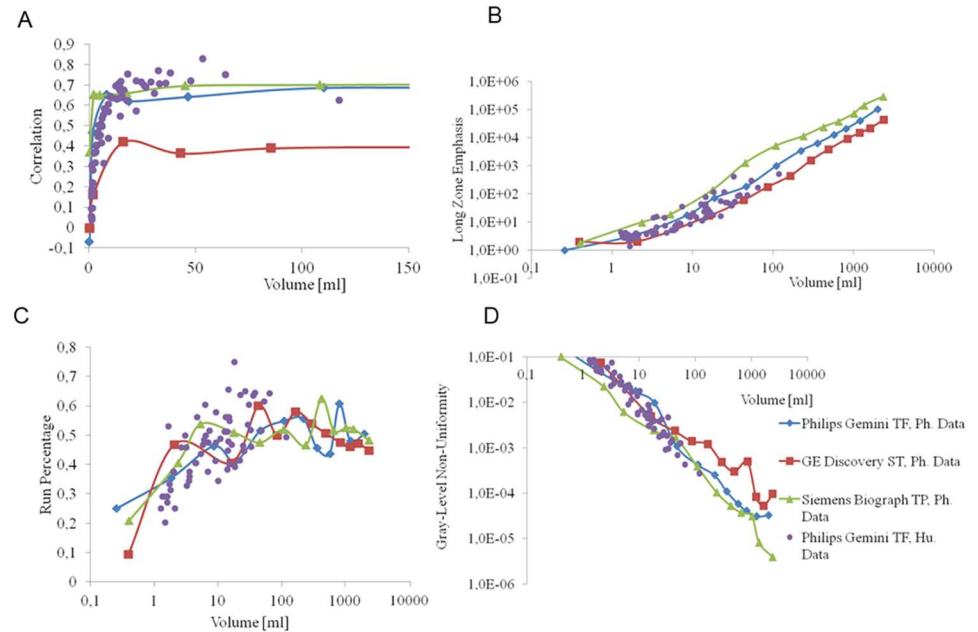 A
Correlation
0,9
0,8
0,7
0,6
0,5
0,4
0,3
0,2
0,1
0
-0,1
0
50
100
150
Volume [ml]
B
Long Zone Emphasis
1,0E+6
1,0E+5
1,0E+4
1,0E+3
1,0E+2
1,0E+1
1,0E+0
1,0E-01
0,1
1
10
100
1000
10000
Volume [ml]
C
Run Percentage
0,8
0,7
0,6
0,5
0,4
0,3
0,2
0,1
0
0,1
1
10
100
1000
10000
Volume [ml]
D
Gray-Level Non-Uniformity
1,0E-01
1,0E-02
1,0E-03
1,0E-04
1,0E-05
1,0E-06
0,1
1
10
100
1000
10000
Volume [ml]
Philips Gemini TF, Ph. Data
GE Discovery ST, Ph. Data
Siemens Biograph TP, Ph.
Data
Philips Gemini TF, Hu.
Data